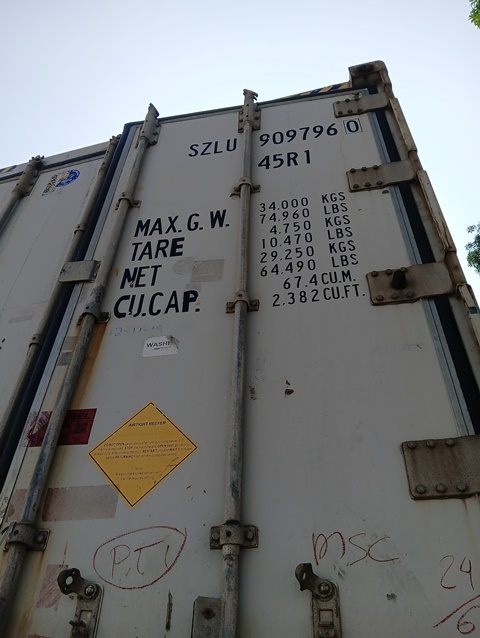 SZLU 909796 0
45R1
MAX. G. W. 34.000 KGS
74.960 LBS
TARE 4.750 KGS
10.470 LBS
NET 29.250 KGS
64.490 LBS
CU.CAP. 67.4 CU.M.
2.382 CU.FT.
WASHE
AIRTIGHT REEFER
PTI
MSC
24